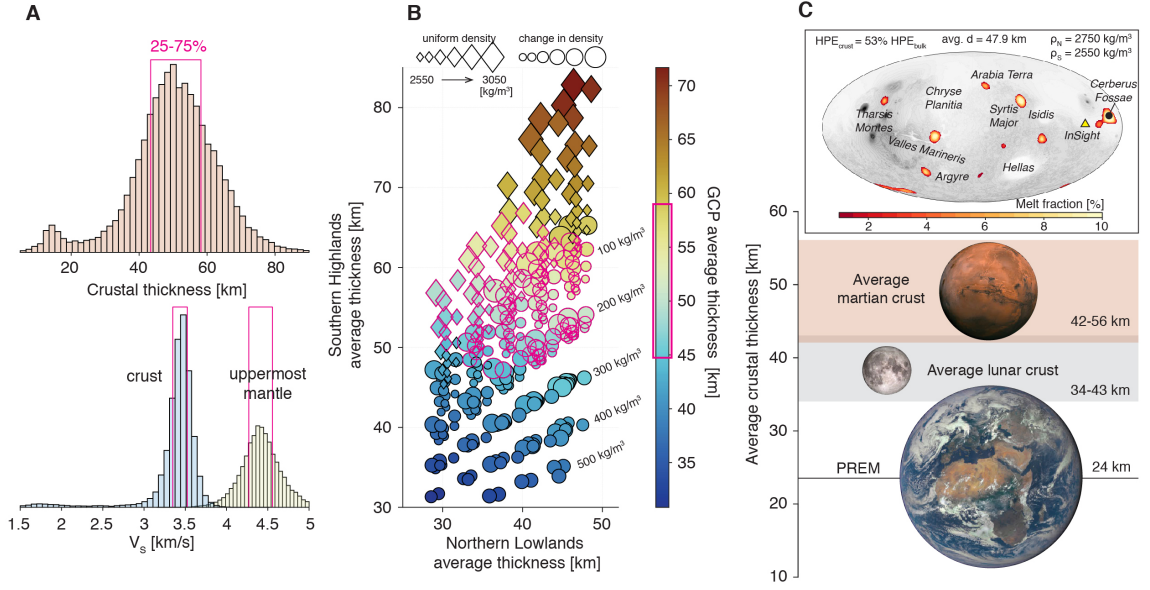 A
25-75%
20
40
60
80
Crustal thickness [km]
crust
uppermost
mantle
1.5
2
2.5
3
3.5
4
4.5
5
V_S [km/s]
B
uniform density
change in density
2550
3050
[kg/m³]
80
70
60
50
40
30
Southern Highlands
average thickness [km]
100 kg/m³
200 kg/m³
300 kg/m³
400 kg/m³
500 kg/m³
30
40
50
Northern Lowlands
average thickness [km]
70
65
60
55
50
45
40
35
GCP average thickness [km]
C
HPE_crust = 53% HPE_bulk
avg. d = 47.9 km
ρ_N = 2750 kg/m³
ρ_S = 2550 kg/m³
Arabia Terra
Cerberus
Fossae
Chryse
Planitia
Syrtis
Major
Isidis
Tharsis
Montes
InSight
Valles Marineris
Hellas
Argyre
Melt fraction [%]
2
4
6
8
10
60
50
40
30
20
10
Average crustal thickness [km]
Average
martian crust
42-56 km
Average lunar crust
34-43 km
PREM
24 km